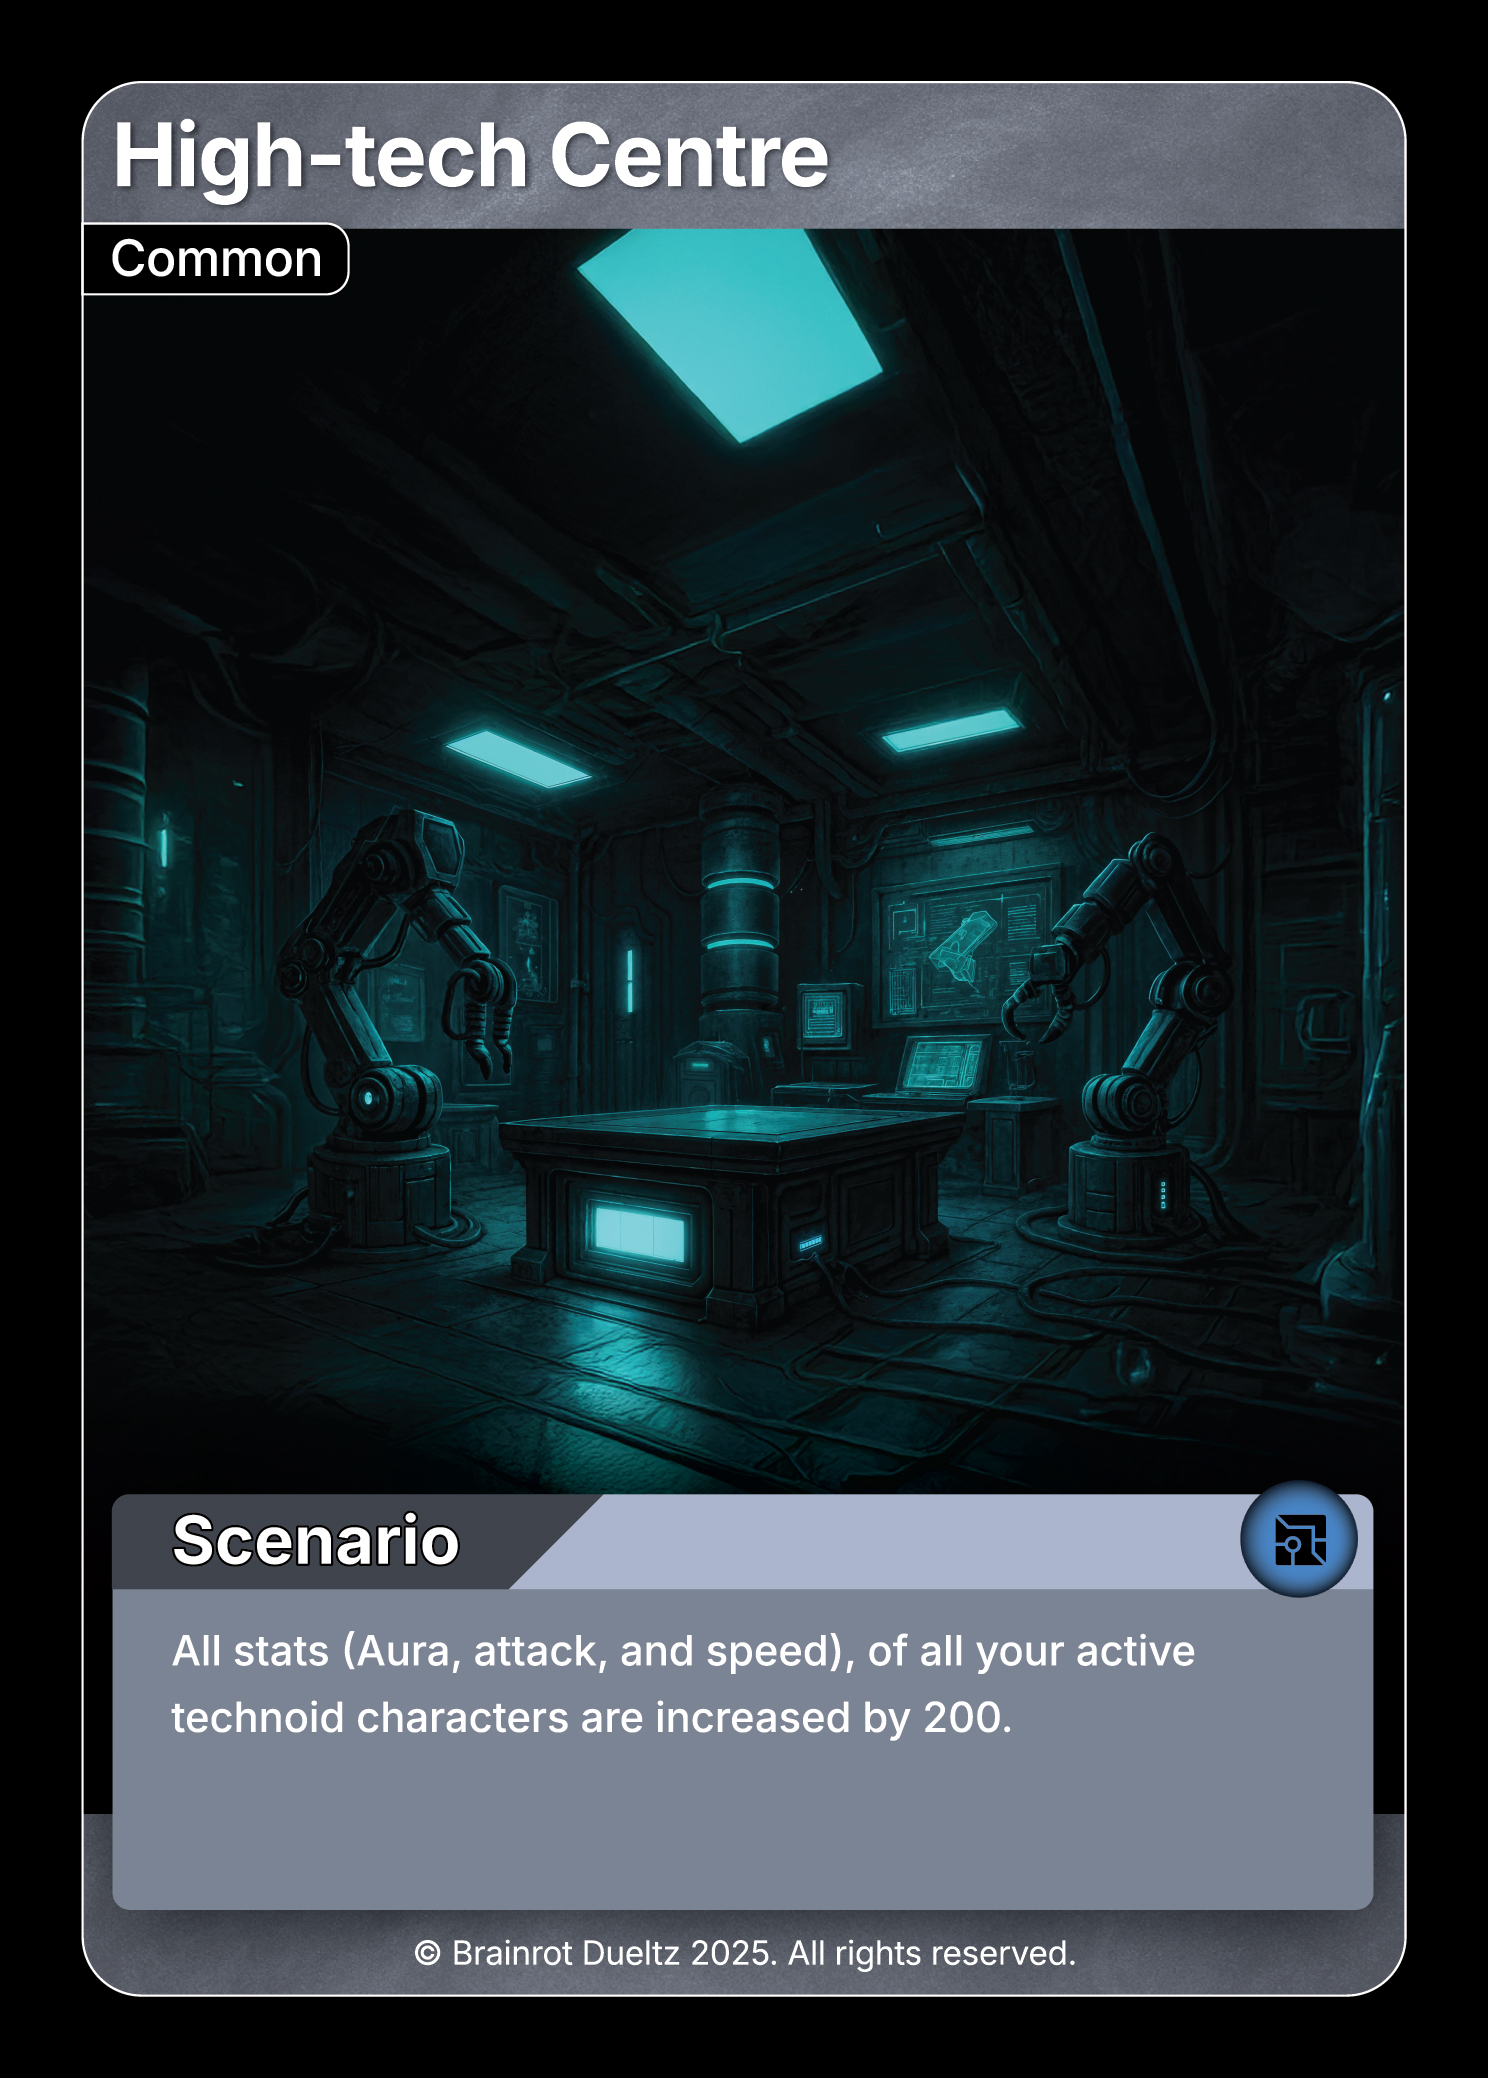 High-tech Centre
Common
Scenario
All stats (Aura, attack, and speed), of all your active
technoid characters are increased by 200.
© Brainrot Dueltz 2025. All rights reserved.